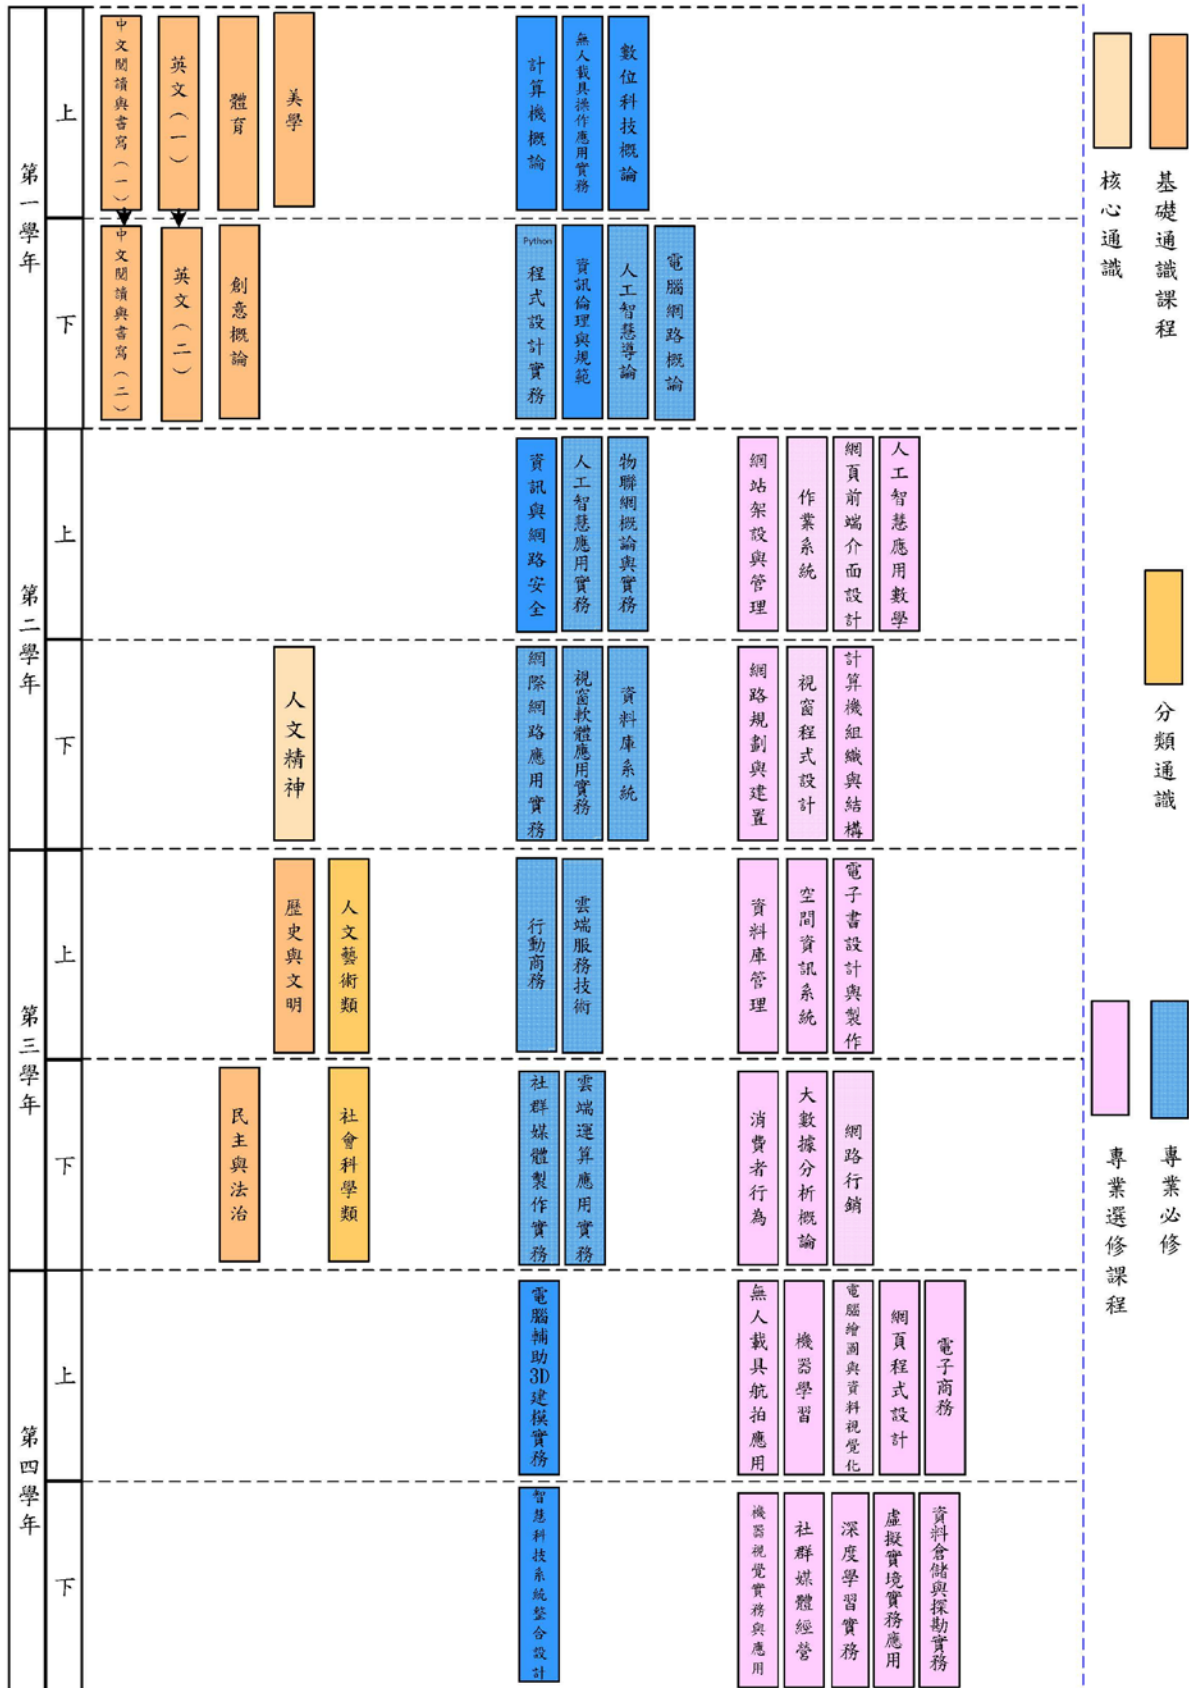 第一學年
上
中文閱讀與書寫(一)
英文(一)
體育
美學
計算機概論
無人載具操作應用實務
數位科技概論
下
中文閱讀與書寫(二)
英文(二)
創意概論
Python
程式設計實務
資訊倫理與規範
人工智慧導論
電腦網路概論
第二學年
上
資訊與網路安全
人工智慧應用實務
物聯網概論與實務
網站架設與管理
作業系統
網頁前端介面設計
人工智慧應用數學
下
人文精神
網際網路應用實務
視窗軟體應用實務
資料庫系統
網路規劃與建置
視窗程式設計
計算機組織與結構
第三學年
上
歷史與文明
人文藝術類
行動商務
雲端服務技術
資料庫管理
空間資訊系統
電子書設計與製作
下
民主與法治
社會科學類
社群媒體製作實務
雲端運算應用實務
消費者行為
大數據分析概論
網路行銷
第四學年
上
電腦輔助3D建模實務
無人載具航拍應用
機器學習
電腦繪圖與資料視覺化
網頁程式設計
電子商務
下
智慧科技系統整合設計
機器視覺實務與應用
社群媒體經營
深度學習實務
虛擬實境實務應用
資料倉儲與探勘實務
核心通識
基礎通識課程
分類通識
專業選修課程
專業必修